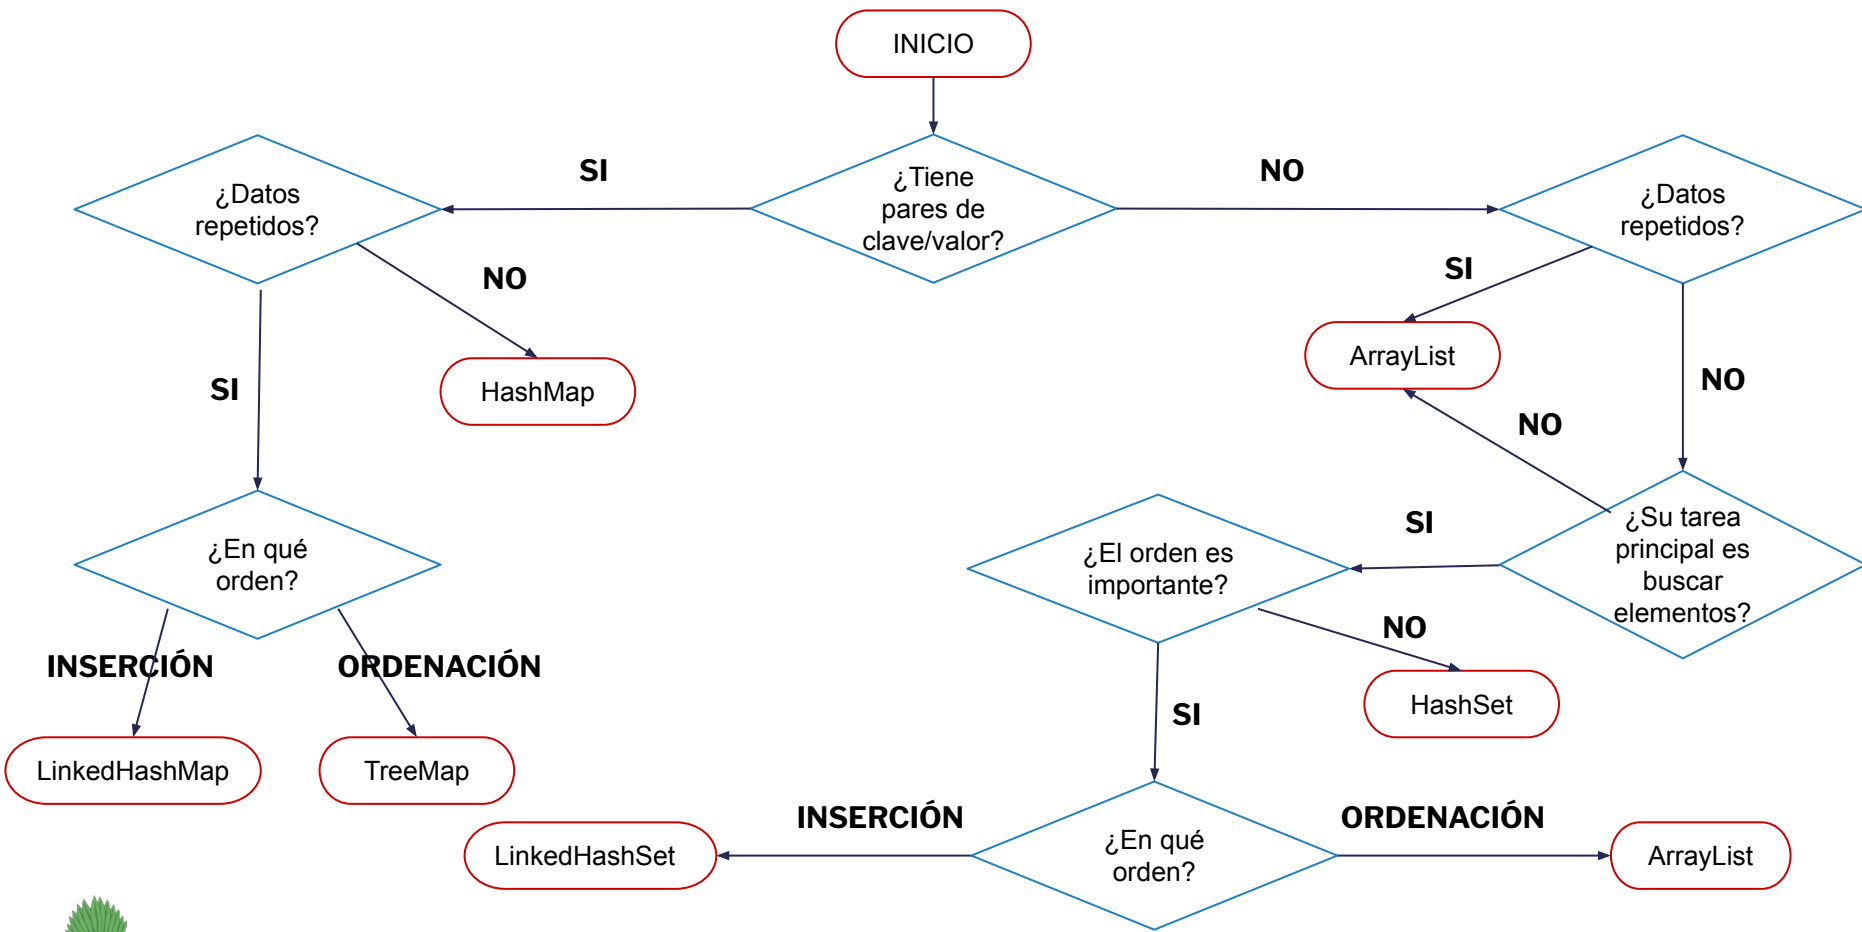 INICIO
SI
NO
¿Datos
repetidos?
¿Tiene
pares de
clave/valor?
¿Datos
repetidos?
NO
SI
HashMap
ArrayList
SI
NO
NO
¿En qué
orden?
SI
¿El orden es
importante?
¿Su tarea
principal es
buscar
elementos?
INSERCIÓN
ORDENACIÓN
NO
HashSet
SI
LinkedHashMap
TreeMap
INSERCIÓN
ORDENACIÓN
LinkedHashSet
¿En qué
orden?
ArrayList